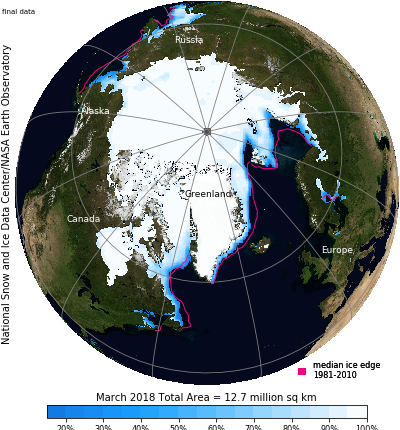 final data
National Snow and Ice Data Center/NASA Earth Observatory
Russia
Alaska
Greenland
Canada
Europe
median ice edge
1981-2010
March 2018 Total Area = 12.7 million sq km
20% 30% 40% 50% 60% 70% 80% 90% 100%